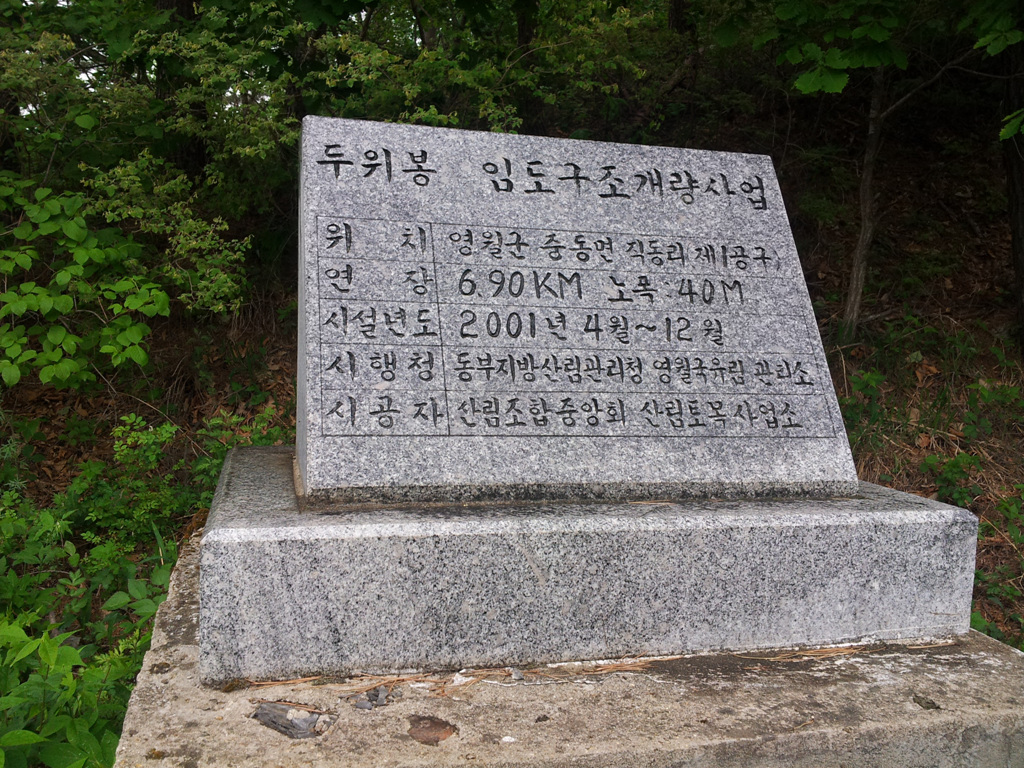 두위봉 임도구조개량사업
위 치 영월군 중동면 직동리 제1공구
연 장 6.90KM 노폭:40M
시설년도 2001년 4월~12월
시행청 동부지방산림관리청 영월국유림 관리소
시공자 산림조합중앙회 산림토목사업소